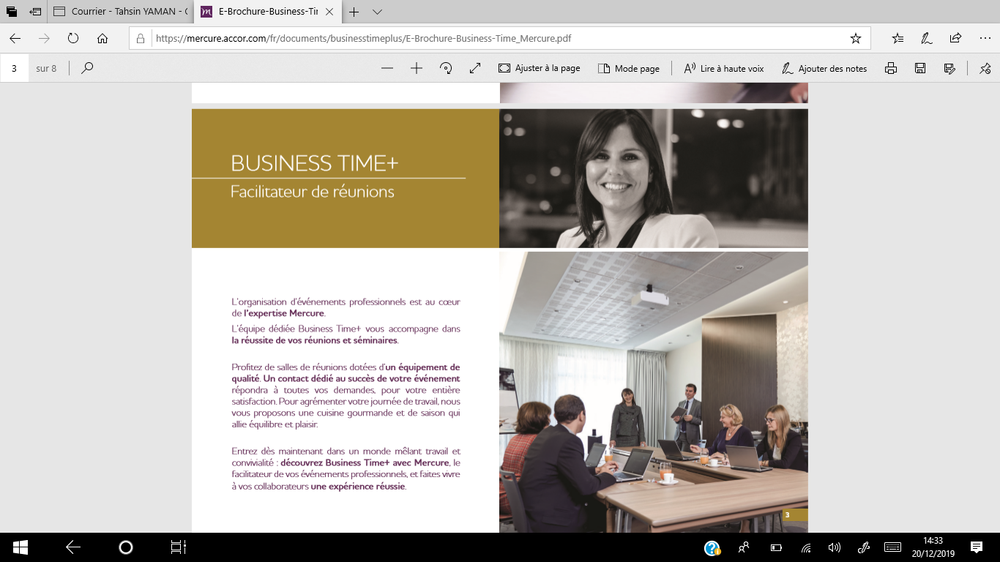 Courrier - Tahsin YAMAN - 
E-Brochure-Business-Ti
https://mercure.accor.com/fr/documents/businesstimeplus/E-Brochure-Business-Time_Mercure.pdf
3 sur 8
Ajuster à la page
Mode page
Lire à haute voix
Ajouter des notes
BUSINESS TIME+
Facilitateur de réunions
L'organisation d'événements professionnels est au cœur
de l'expertise Mercure.
L'équipe dédiée Business Time+ vous accompagne dans
la réussite de vos réunions et séminaires.
Profitez de salles de réunions dotées d'un équipement de
qualité. Un contact dédié au succès de votre événement
répondra à toutes vos demandes, pour votre entière
satisfaction. Pour agrémenter votre journée de travail, nous
vous proposons une cuisine gourmande et de saison qui
allie équilibre et plaisir.
Entrez dès maintenant dans un monde mêlant travail et
convivialité : découvrez Business Time+ avec Mercure, le
facilitateur de vos événements professionnels, et faites vivre
à vos collaborateurs une expérience réussie.
3
14:33
20/12/2019